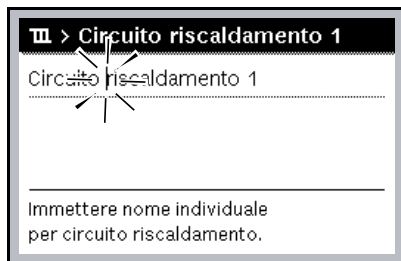 > Circuito riscaldamento 1
Circuito riscaldamento 1
Immettere nome individuale
per circuito riscaldamento.